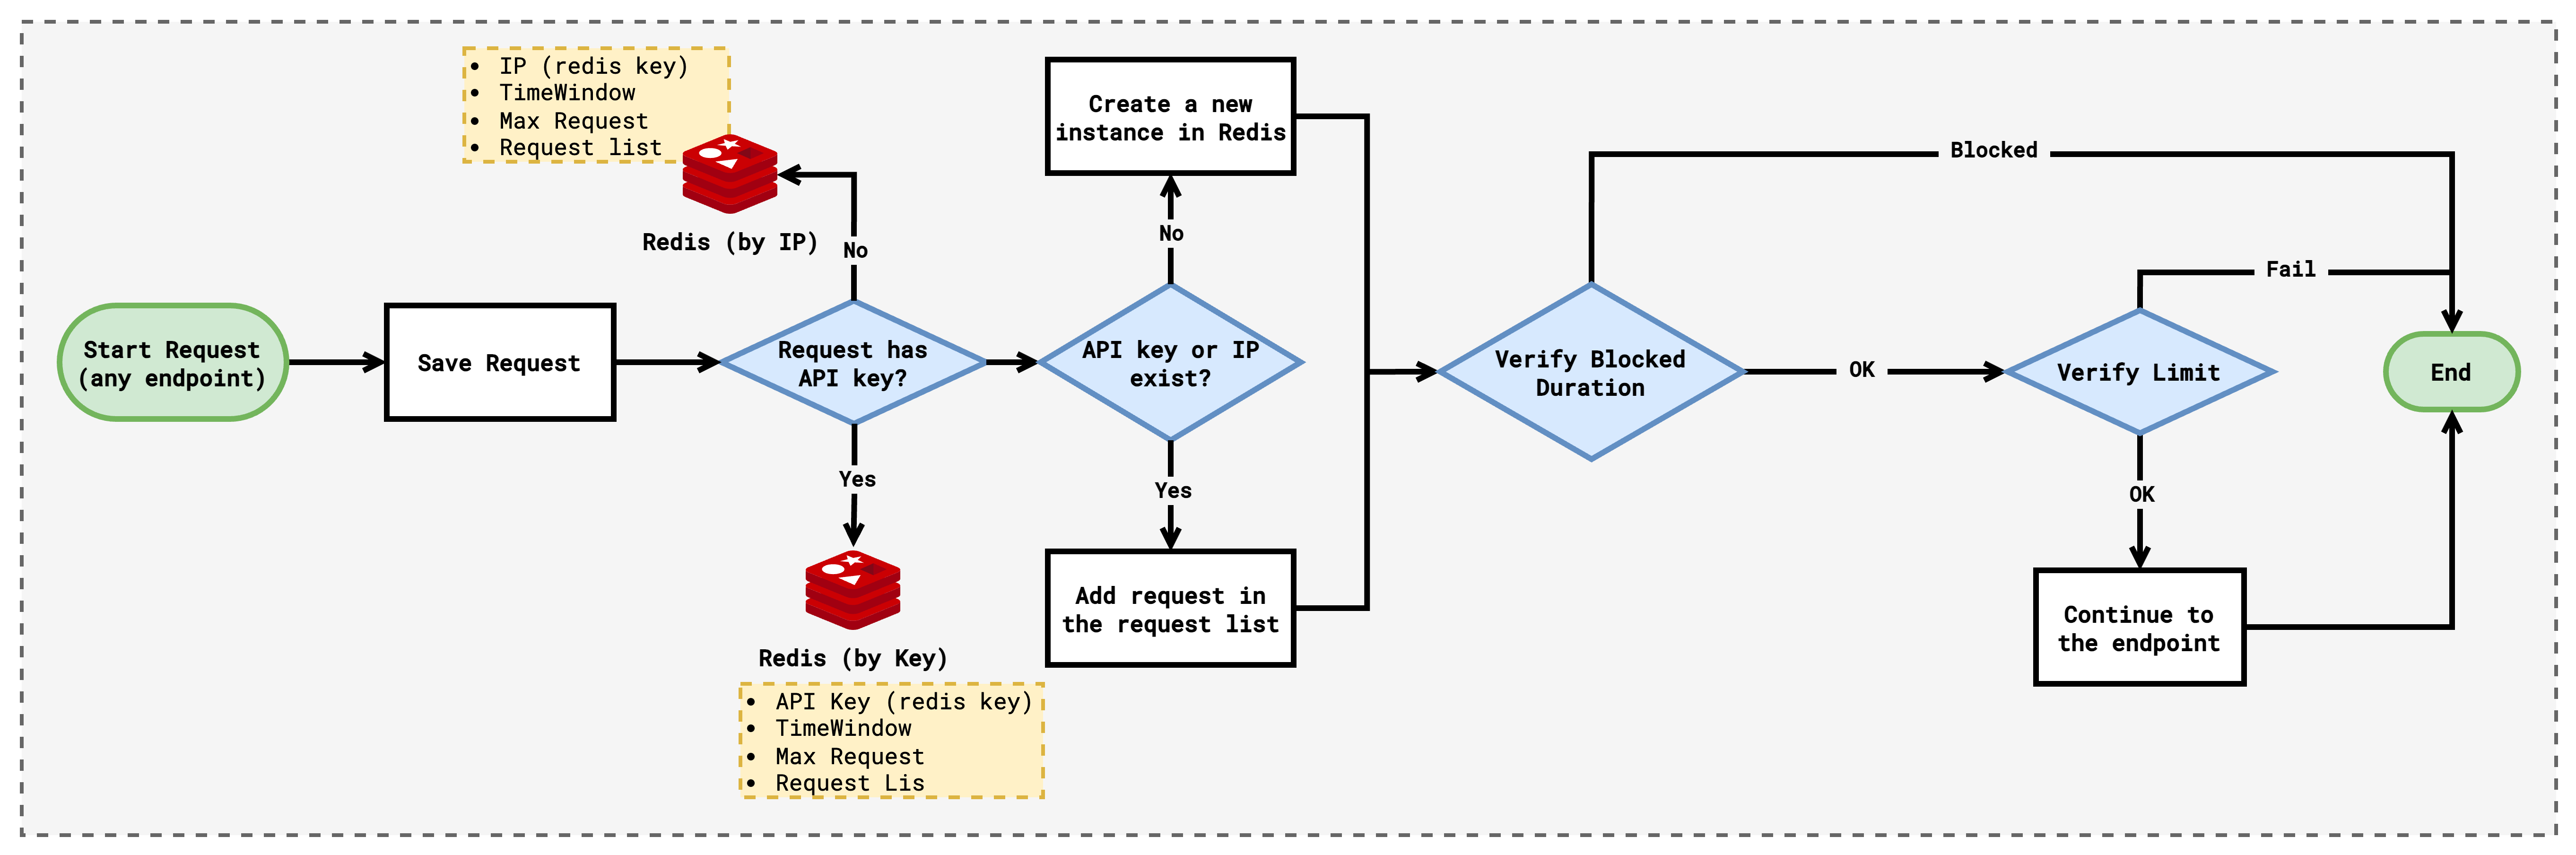 • IP (redis key)
• TimeWindow
• Max Request
• Request list
Redis (by IP)
No
Start Request
(any endpoint)
Save Request
Request has
API key?
Yes
Redis (by Key)
• API Key (redis key)
• TimeWindow
• Max Request
• Request Lis
Create a new
instance in Redis
No
API key or IP
exist?
Yes
Add request in
the request list
Blocked
Verify Blocked
Duration
OK
Fail
Verify Limit
OK
Continue to
the endpoint
End